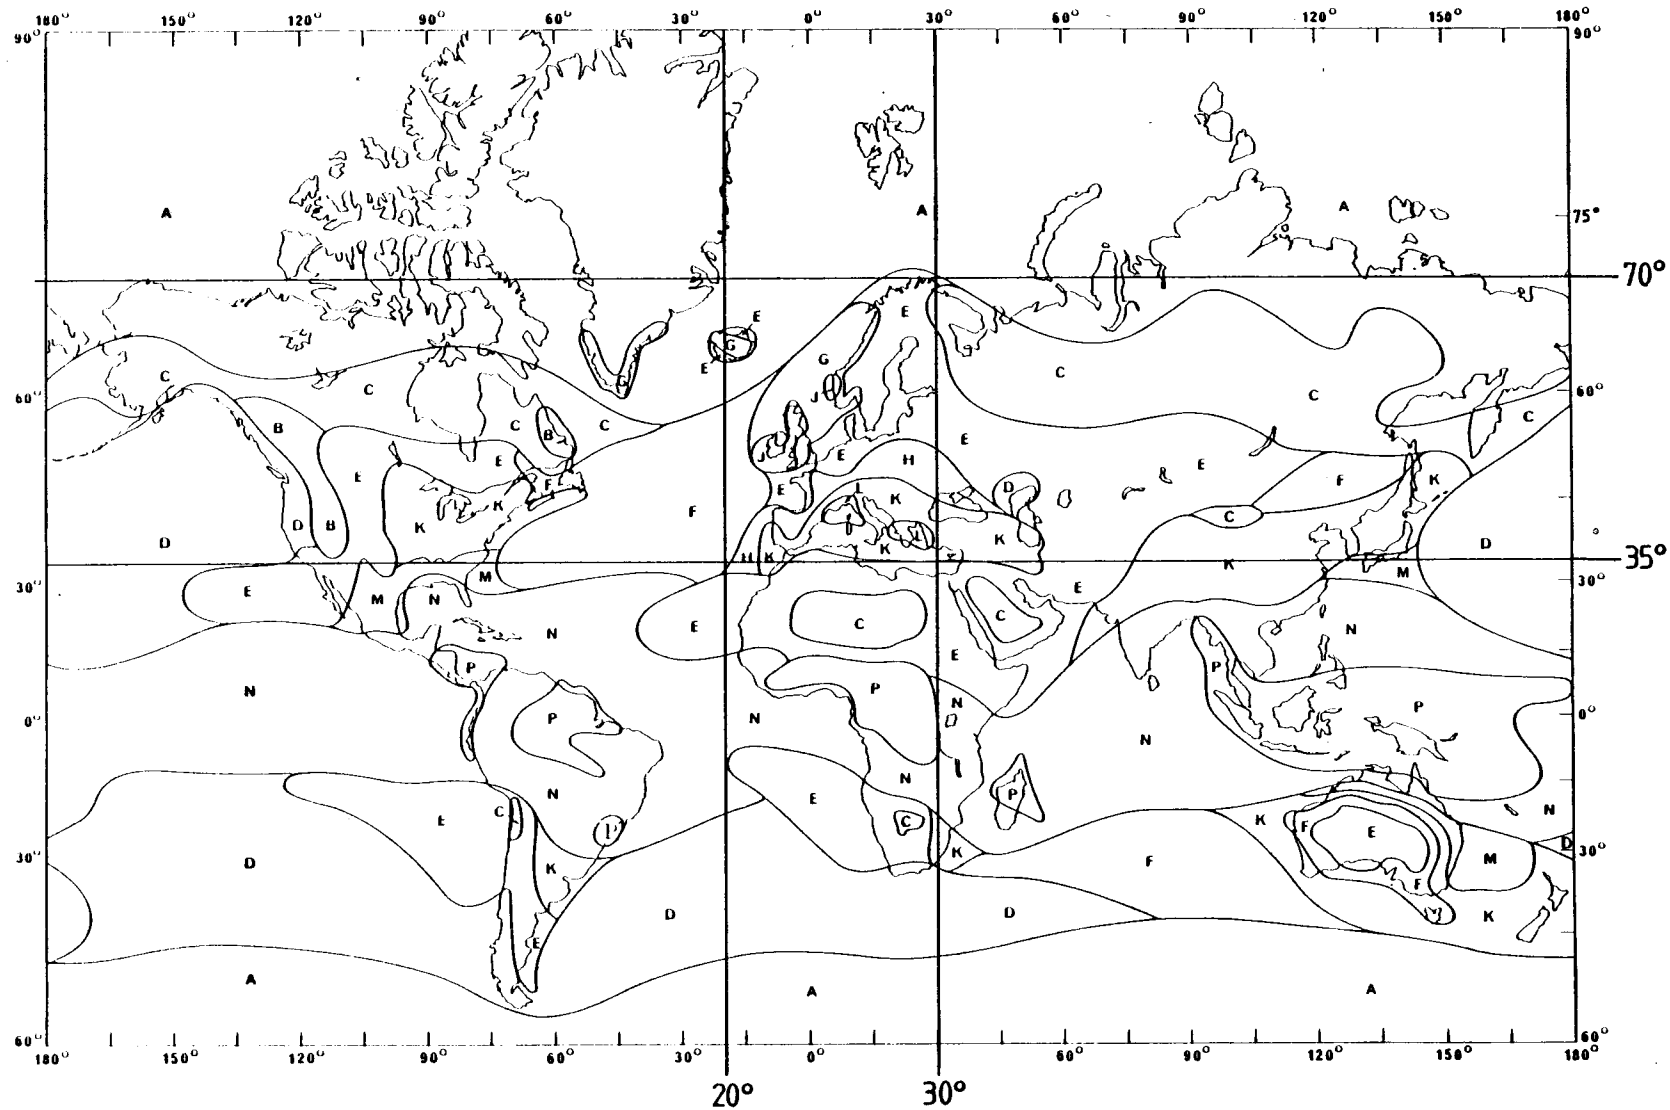 180° 150° 120° 90° 60° 30° 0° 30° 60° 90° 120° 150° 180°
90° 90°
A A A 75°
70°
E
E G
C C G E G C C
60° J 60°
B C B C E C
E E J E H E E F K
F E K D
D B K K F L K C D
D H K K L K K 35°
30° E M M N E K M 30°
N E C C E N
P E P
N P N P N P
0° N 0°
N N N
E C E P N
C P K F E D
30° D K K F M 30°
D D F K
E
A A A
60° 60°
180° 150° 120° 90° 60° 30° 0° 60° 90° 120° 150° 180°
20° 30°